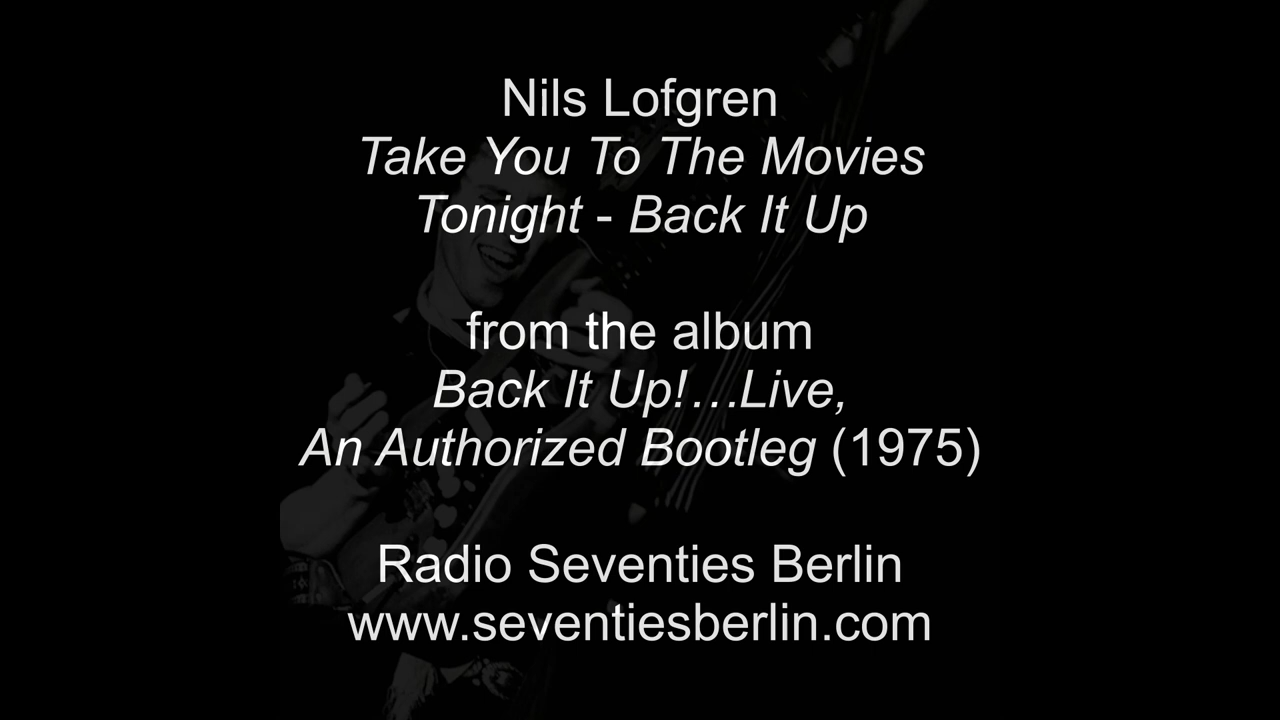 Nils Lofgren
Take You To The Movies
Tonight - Back It Up
from the album
Back It Up!...Live,
An Authorized Bootleg (1975)
Radio Seventies Berlin
www.seventiesberlin.com